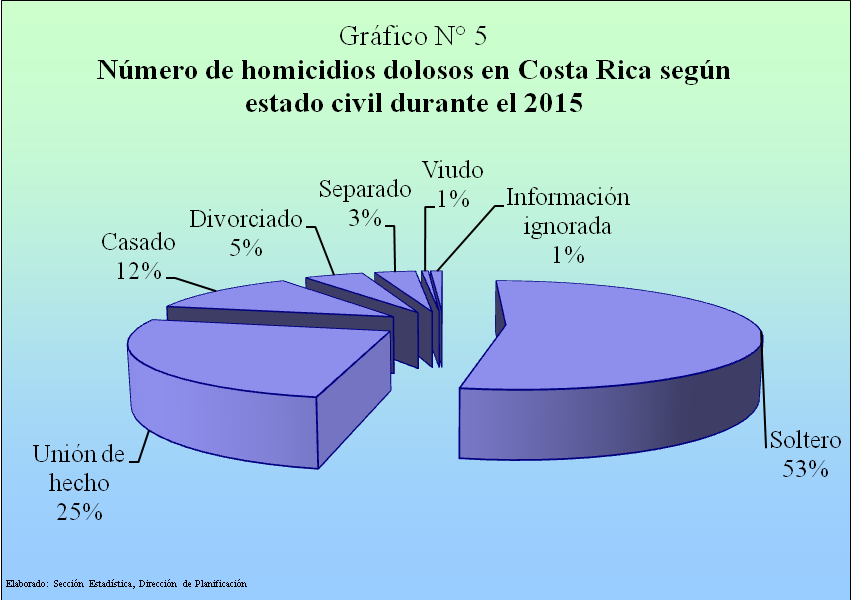 Gráfico N° 5
Número de homicidios dolosos en Costa Rica según
estado civil durante el 2015
Viudo
1%
Separado
3%
Información
ignorada
1%
Divorciado
5%
Casado
12%
Soltero
53%
Unión de
hecho
25%
Elaborado: Sección Estadística, Dirección de Planificación